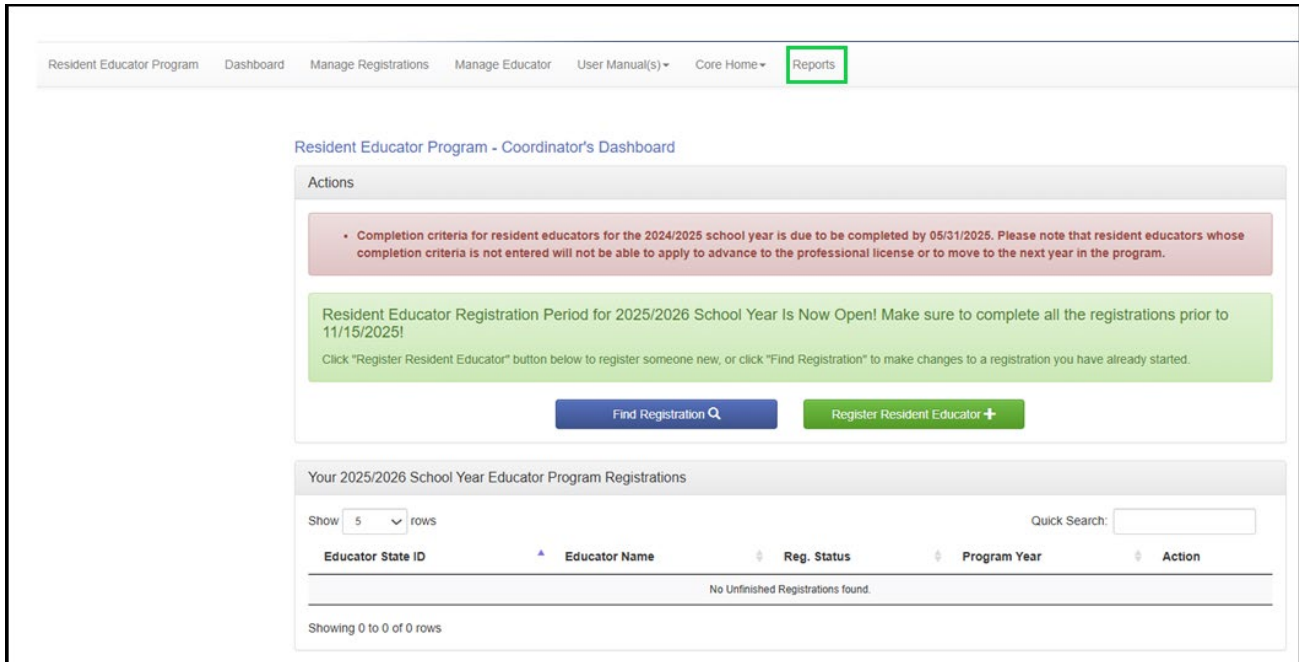 Resident Educator Program Dashboard Manage Registrations Manage Educator User Manual(s) Core Home Reports
Resident Educator Program - Coordinator's Dashboard
Actions
• Completion criteria for resident educators for the 2024/2025 school year is due to be completed by 05/31/2025. Please note that resident educators whose
completion criteria is not entered will not be able to apply to advance to the professional license or to move to the next year in the program.
Resident Educator Registration Period for 2025/2026 School Year Is Now Open! Make sure to complete all the registrations prior to
11/15/2025!
Click "Register Resident Educator" button below to register someone new, or click "Find Registration" to make changes to a registration you have already started.
Find Registration Register Resident Educator
Your 2025/2026 School Year Educator Program Registrations
Show 5 rows Quick Search:
Educator State ID Educator Name Reg. Status Program Year Action
No Unfinished Registrations found.
Showing 0 to 0 of 0 rows